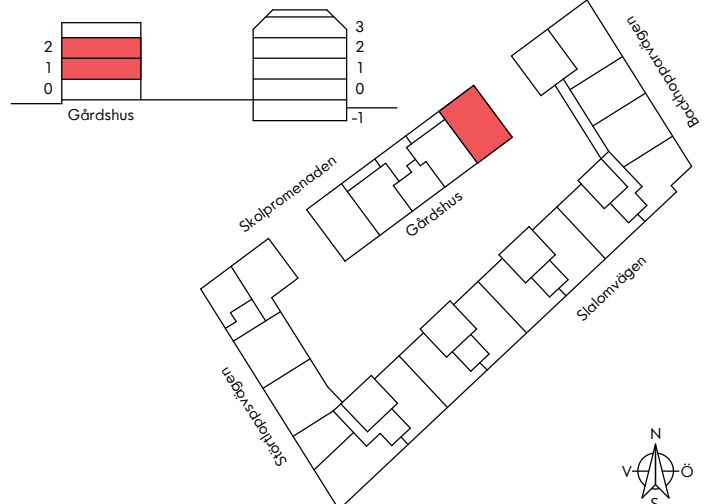 3
2
2
1
1
0
0
-1
Gårdshus
Backhopparvägen
Skolpromenaden
Gårdshus
Slalomvägen
Störtloppsvägen
N
V
Ö
S